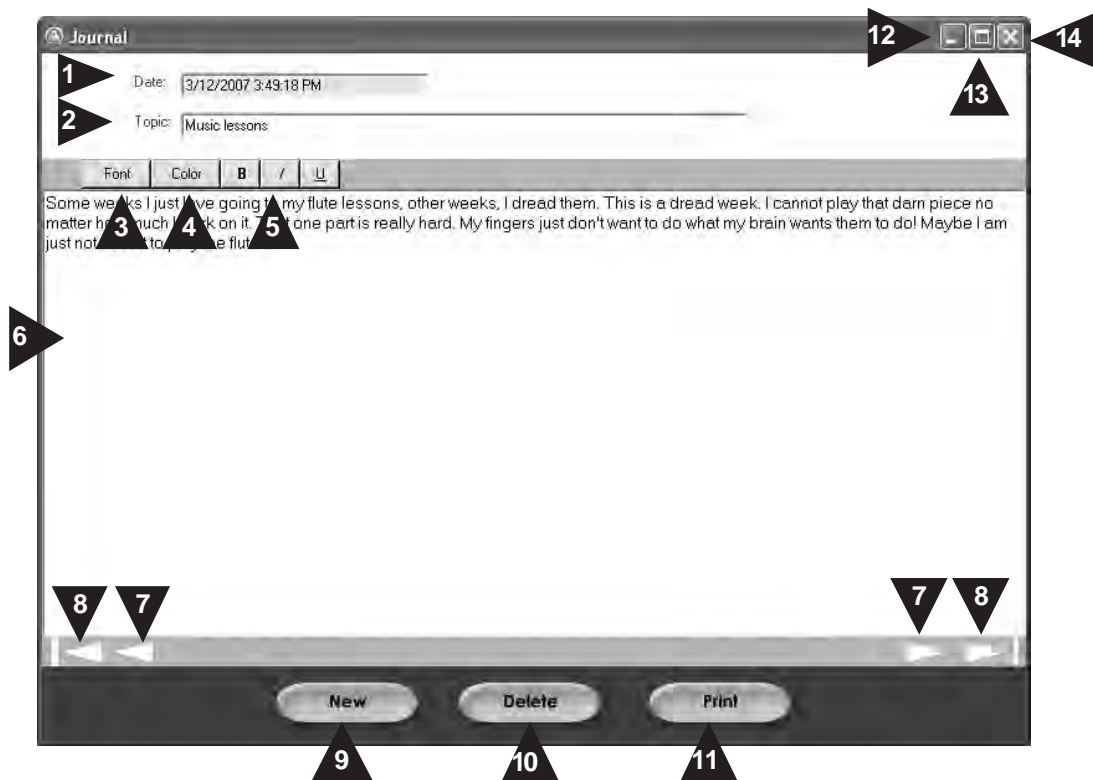 Journal
12
14
13
1
Date: 3/12/2007 3:49:18 PM
2
Topic: Music lessons
Font Color B I U
Some weeks I just love going to my flute lessons, other weeks, I dread them. This is a dread week. I cannot play that darn piece no
matter how much I work on it. That one part is really hard. My fingers just don't want to do what my brain wants them to do! Maybe I am
just not to play the flute
3 4 5
6
8 7 7 8
New Delete Print
9 10 11